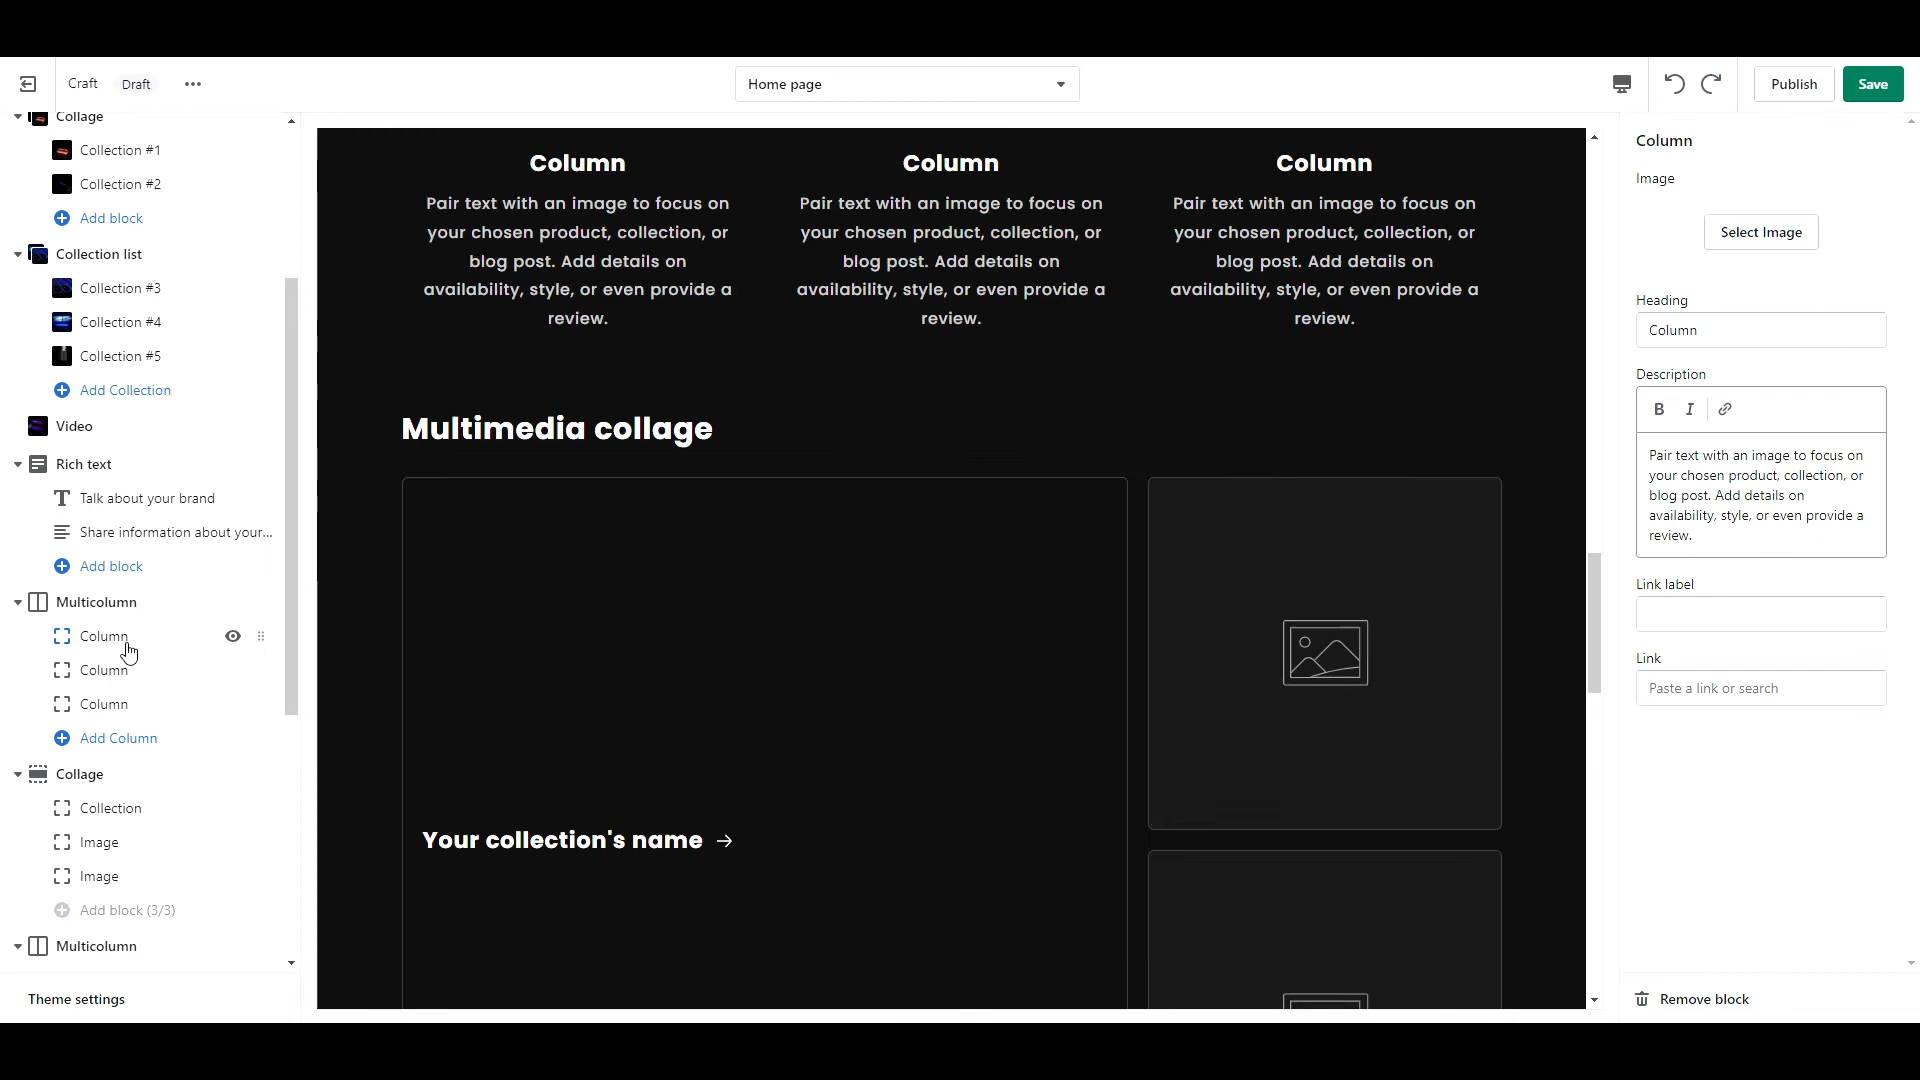 Craft Draft
Home page
Publish Save
Collage
Collection #1
Collection #2
Add block
Collection list
Collection #3
Collection #4
Collection #5
Add Collection
Video
Rich text
Talk about your brand
Share information about your...
Add block
Multicolumn
Column
Column
Column
Add Column
Collage
Collection
Image
Image
Add block (3/3)
Multicolumn
Theme settings
Column
Pair text with an image to focus on
your chosen product, collection, or
blog post. Add details on
availability, style, or even provide a
review.
Column
Pair text with an image to focus on
your chosen product, collection, or
blog post. Add details on
availability, style, or even provide a
review.
Column
Pair text with an image to focus on
your chosen product, collection, or
blog post. Add details on
availability, style, or even provide a
review.
Multimedia collage
Your collection's name →
Column
Image
Select Image
Heading
Column
Description
B I
Pair text with an image to focus on
your chosen product, collection, or
blog post. Add details on
availability, style, or even provide a
review.
Link label
Link
Paste a link or search
Remove block